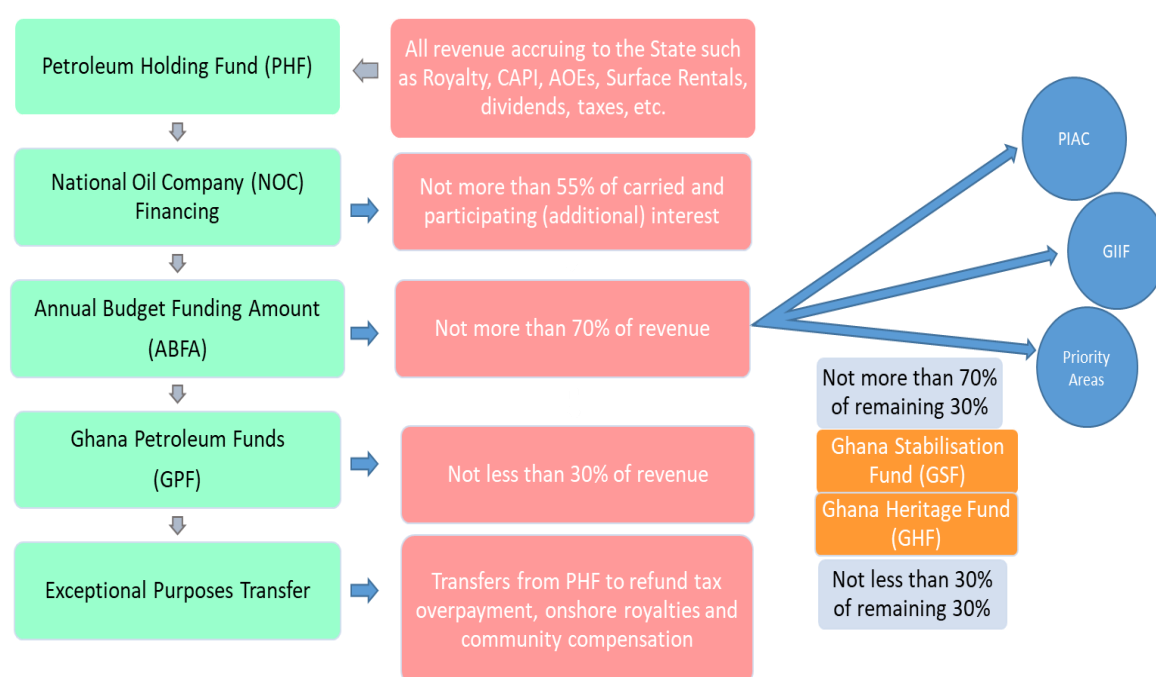 Petroleum Holding Fund (PHF)
All revenue accruing to the State such
as Royalty, CAPI, AOEs, Surface Rentals,
dividends, taxes, etc.
National Oil Company (NOC)
Financing
Not more than 55% of carried and
participating (additional) interest
Annual Budget Funding Amount
(ABFA)
Not more than 70% of revenue
PIAC
GIIF
Priority
Areas
Ghana Petroleum Funds
(GPF)
Not less than 30% of revenue
Not more than 70%
of remaining 30%
Ghana Stabilisation
Fund (GSF)
Ghana Heritage Fund
(GHF)
Not less than 30%
of remaining 30%
Exceptional Purposes Transfer
Transfers from PHF to refund tax
overpayment, onshore royalties and
community compensation